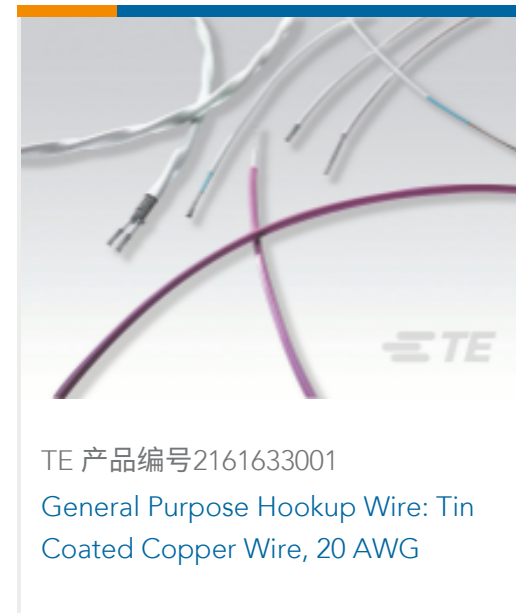 TE
TE 产品编号2161633001
General Purpose Hookup Wire: Tin
Coated Copper Wire, 20 AWG